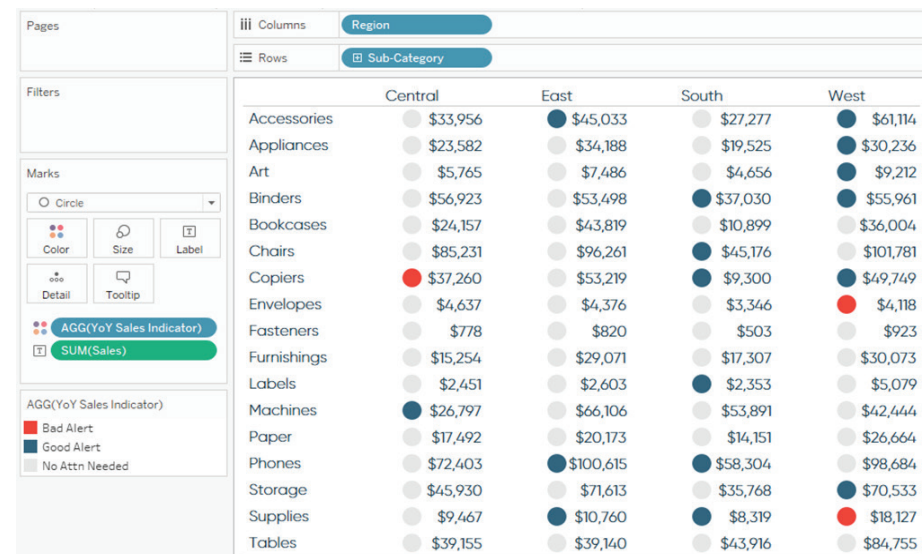 Pages
Columns
Region
Rows
Sub-Category
Filters
Marks
Circle
Color
Size
Label
Detail
Tooltip
AGG(YoY Sales Indicator)
SUM(Sales)
AGG(YoY Sales Indicator)
Bad Alert
Good Alert
No Attn Needed
Central East South West
Accessories $33,956 $45,033 $27,277 $61,114
Appliances $23,582 $34,188 $19,525 $30,236
Art $5,765 $7,486 $4,656 $9,212
Binders $56,923 $53,498 $37,030 $55,961
Bookcases $24,157 $43,819 $10,899 $36,004
Chairs $85,231 $96,261 $45,176 $101,781
Copiers $37,260 $53,219 $9,300 $49,749
Envelopes $4,637 $4,376 $3,346 $4,118
Fasteners $778 $820 $503 $923
Furnishings $15,254 $29,071 $17,307 $30,073
Labels $2,451 $2,603 $2,353 $5,079
Machines $26,797 $66,106 $53,891 $42,444
Paper $17,492 $20,173 $14,151 $26,664
Phones $72,403 $100,615 $58,304 $98,684
Storage $45,930 $71,613 $35,768 $70,533
Supplies $9,467 $10,760 $8,319 $18,127
Tables $39,155 $39,140 $43,916 $84,755